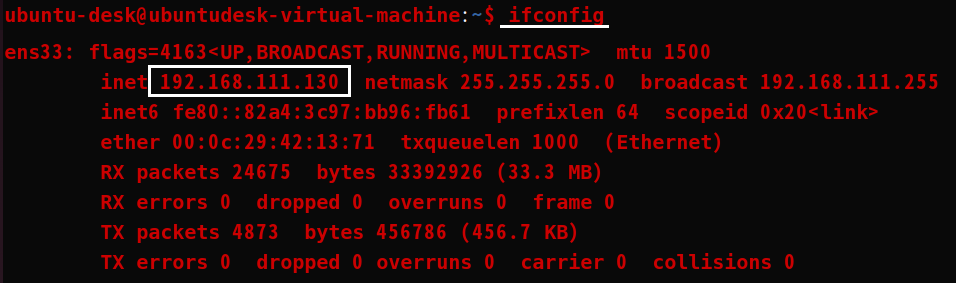 ubuntu-desk@ubuntudesk-virtual-machine:~$ ifconfig
ens33: flags=4163<UP,BROADCAST,RUNNING,MULTICAST>  mtu 1500
inet 192.168.111.130  netmask 255.255.255.0  broadcast 192.168.111.255
inet6 fe80::82a4:3c97:bb96:fb61  prefixlen 64  scopeid 0x20<link>
ether 00:0c:29:42:13:71  txqueuelen 1000  (Ethernet)
RX packets 24675  bytes 33392926 (33.3 MB)
RX errors 0  dropped 0  overruns 0  frame 0
TX packets 4873  bytes 456786 (456.7 KB)
TX errors 0  dropped 0 overruns 0  carrier 0  collisions 0